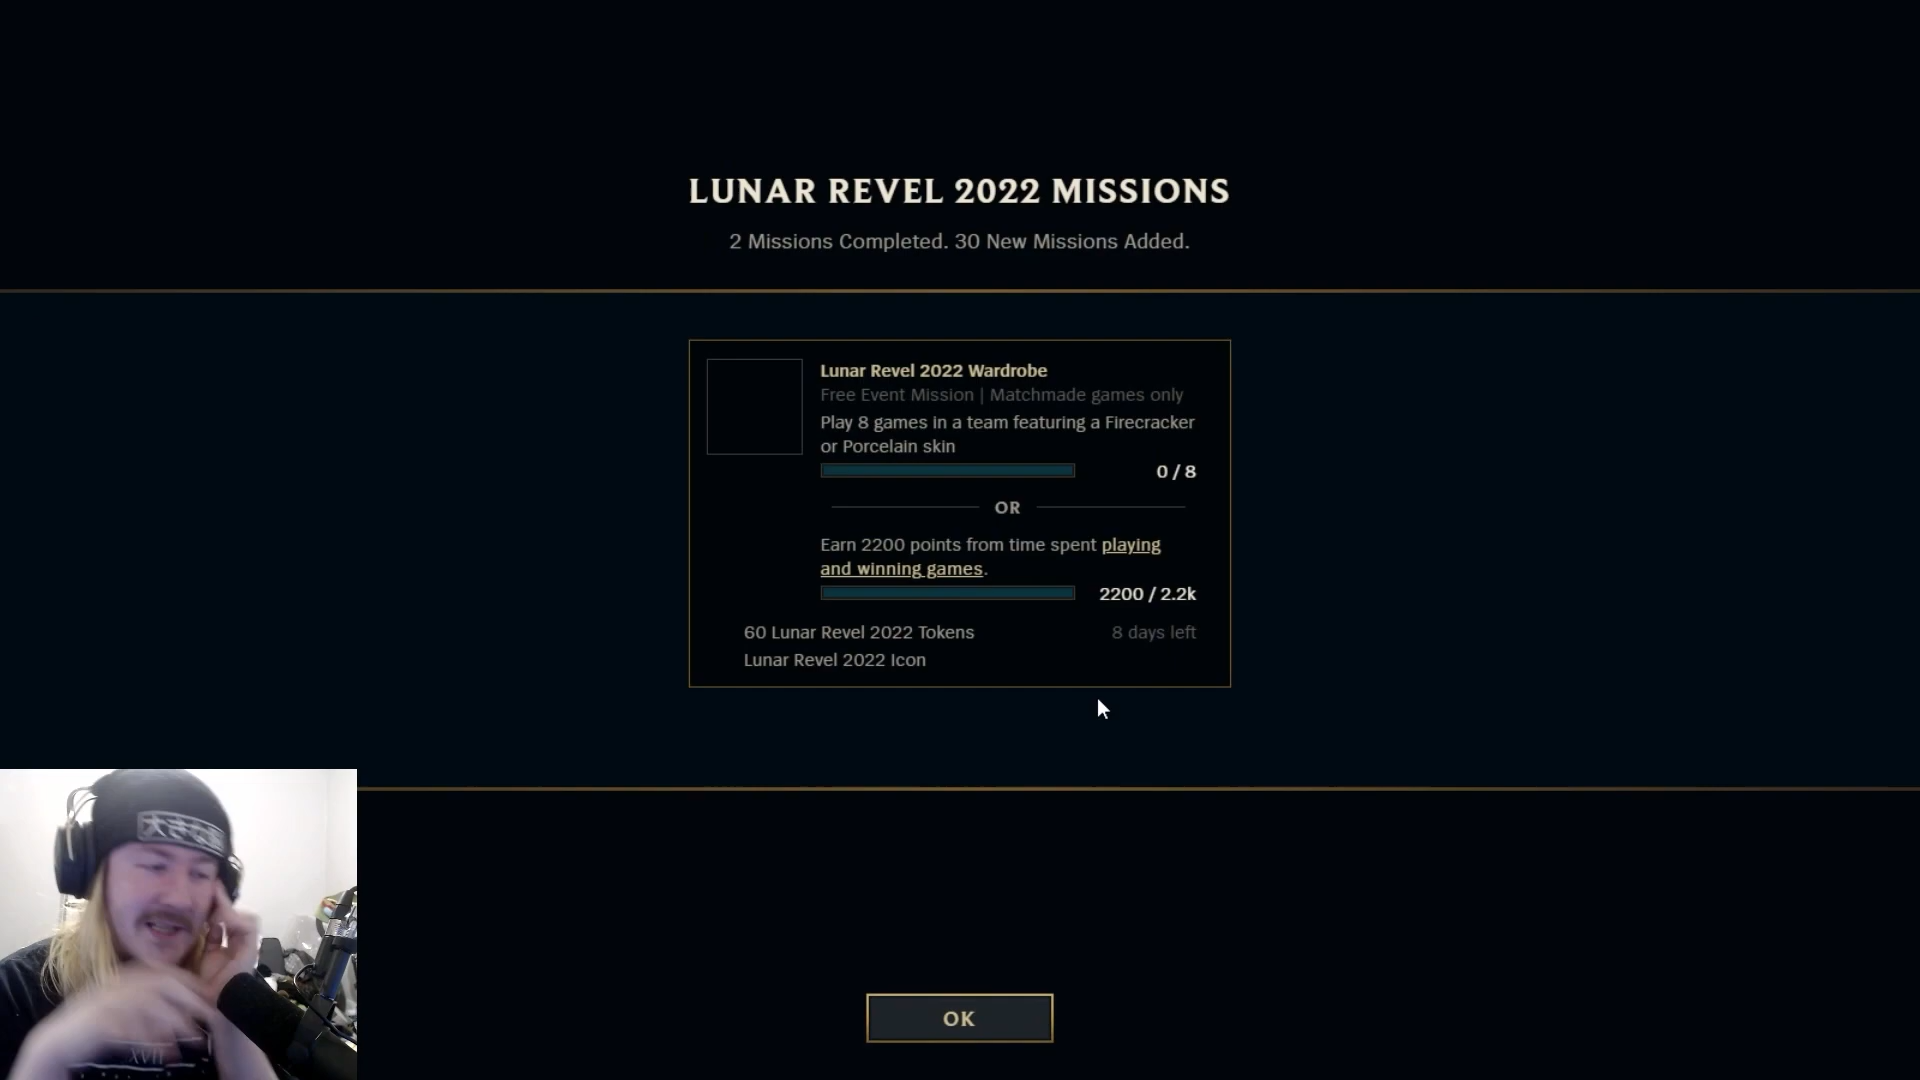 LUNAR REVEL 2022 MISSIONS
2 Missions Completed. 30 New Missions Added.
Lunar Revel 2022 Wardrobe
Free Event Mission | Matchmade games only
Play 8 games in a team featuring a Firecracker
or Porcelain skin
0 / 8
OR
Earn 2200 points from time spent playing
and winning games.
2200 / 2.2k
60 Lunar Revel 2022 Tokens
8 days left
Lunar Revel 2022 Icon
OK
XVII